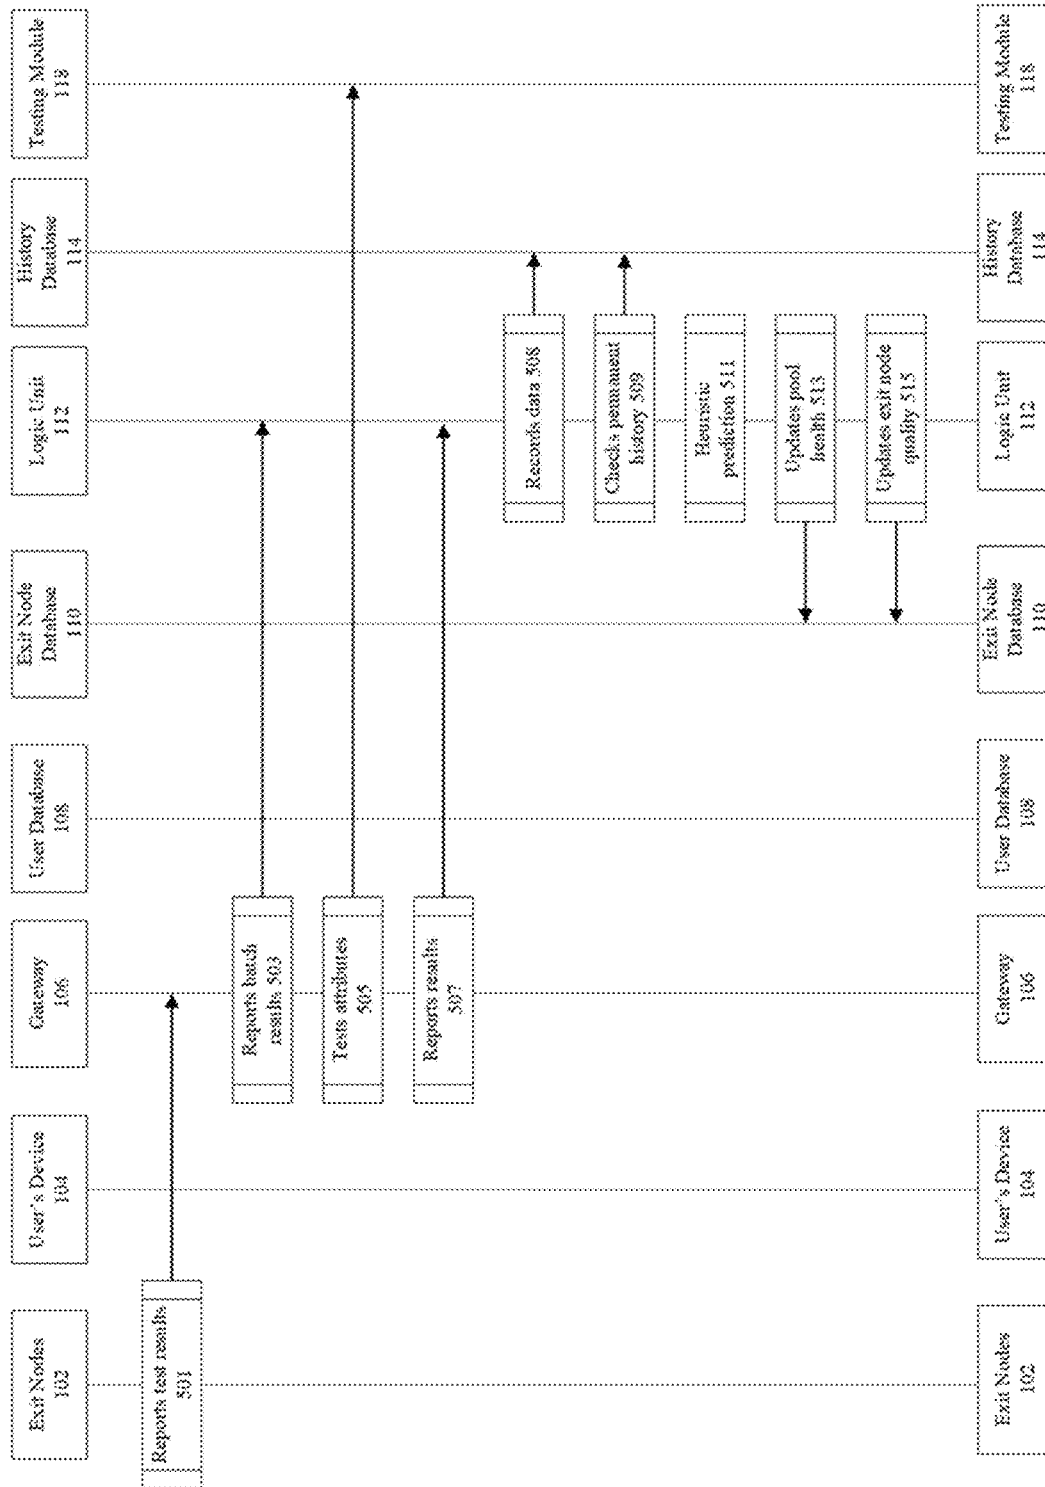 Exit Nodes
102
User's Device
104
Gateway
106
User Database
108
Exit Node
Database
110
Logic Unit
112
History
Database
114
Testing Module
118
Reports test results
501
Reports batch
results 503
Tests attributes
505
Reports results
507
Records data 508
Checks permanent
history 509
Heuristic
prediction 511
Updates pool
health 513
Updates exit node
quality 515
Exit Nodes
102
User's Device
104
Gateway
106
User Database
108
Exit Node
Database
110
Logic Unit
112
History
Database
114
Testing Module
118